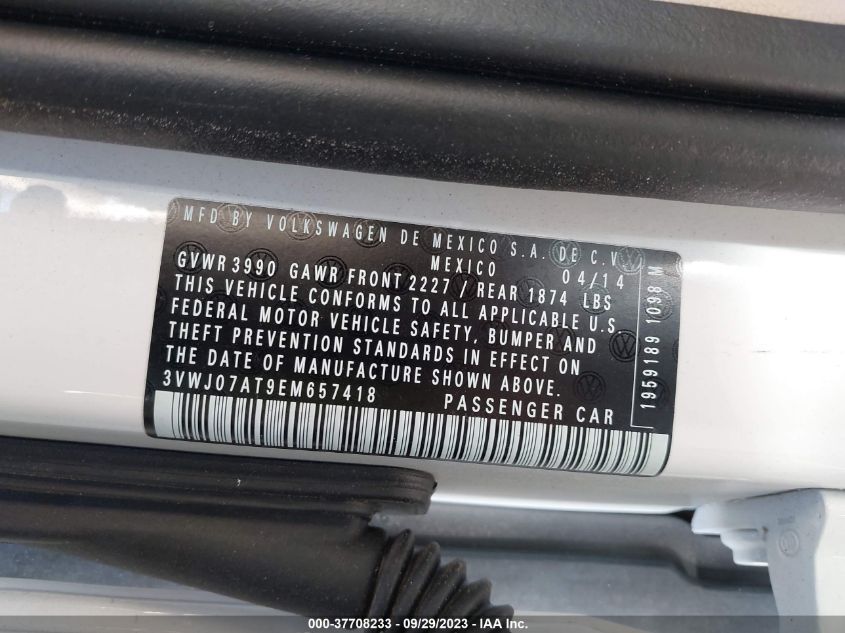 MFD BY VOLKSWAGEN DE MEXICO S.A. DE C.V
MEXICO 04/14
GVWR 3990 GAWR FRONT 2227 / REAR 1874 LBS
THIS VEHICLE CONFORMS TO ALL APPLICABLE U.S
FEDERAL MOTOR VEHICLE SAFETY, BUMPER AND
THEFT PREVENTION STANDARDS IN EFFECT ON
THE DATE OF MANUFACTURE SHOWN ABOVE.
3VWJ07AT9EM657418 PASSENGER CAR
1959189 1098 M
000-37708233 - 09/29/2023 - IAA Inc.